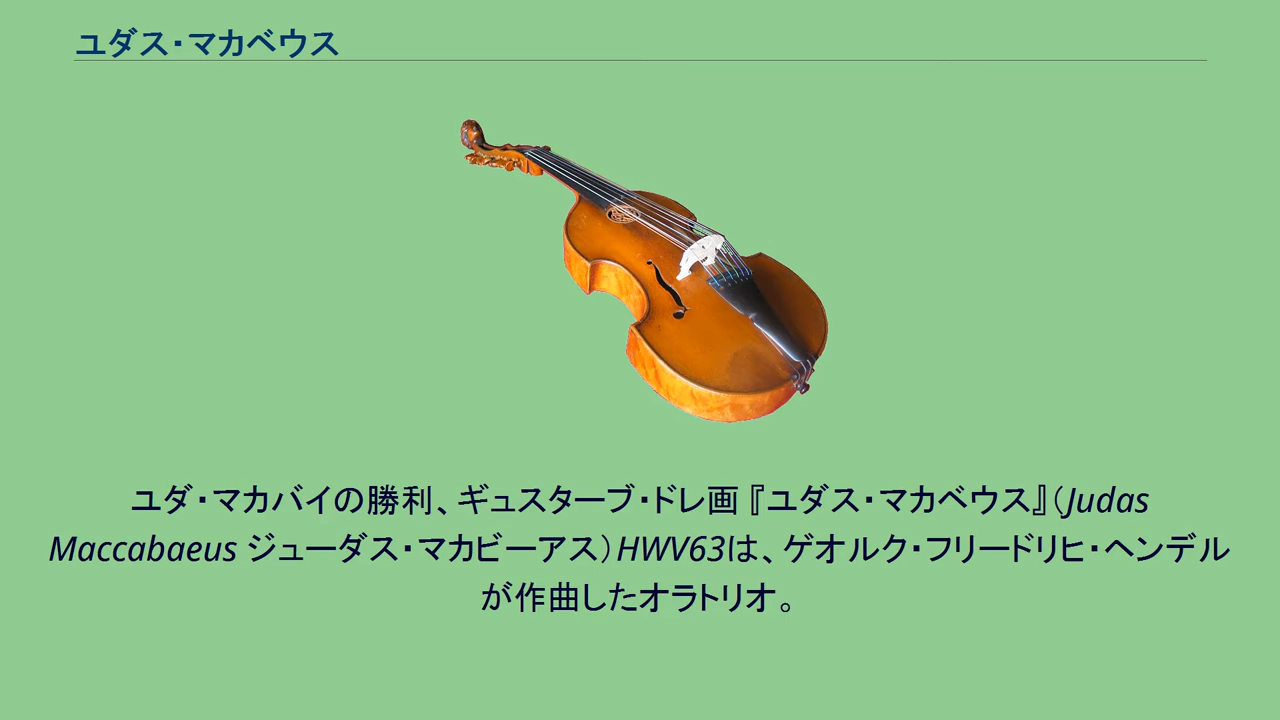 ユダス・マカベウス
ユダ・マカバイの勝利、ギュスターブ・ドレ画『ユダス・マカベウス』（Judas
Maccabaeus ジューダス・マカビーアス）HWV63は、ゲオルク・フリードリヒ・ヘンデル
が作曲したオラトリオ。